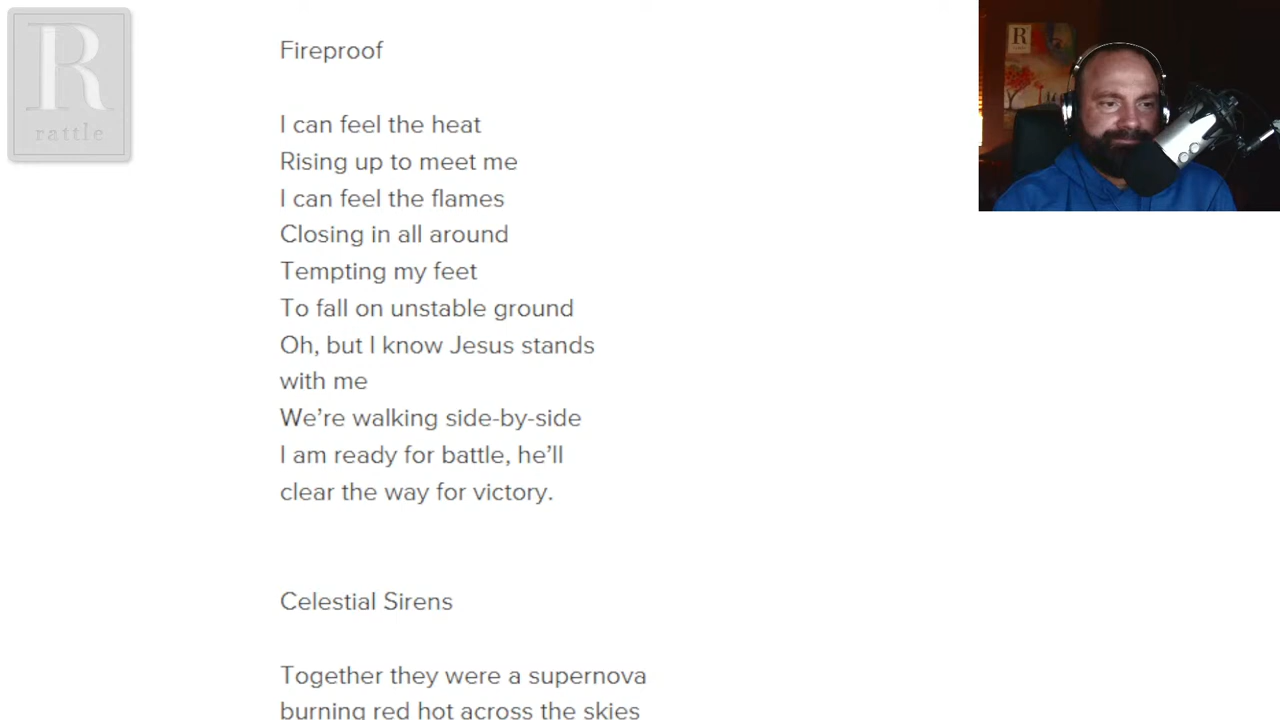 R
rattle
R
Fireproof
I can feel the heat
Rising up to meet me
I can feel the flames
Closing in all around
Tempting my feet
To fall on unstable ground
Oh, but I know Jesus stands
with me
We’re walking side-by-side
I am ready for battle, he’ll
clear the way for victory.
Celestial Sirens
Together they were a supernova
burning red hot across the skies